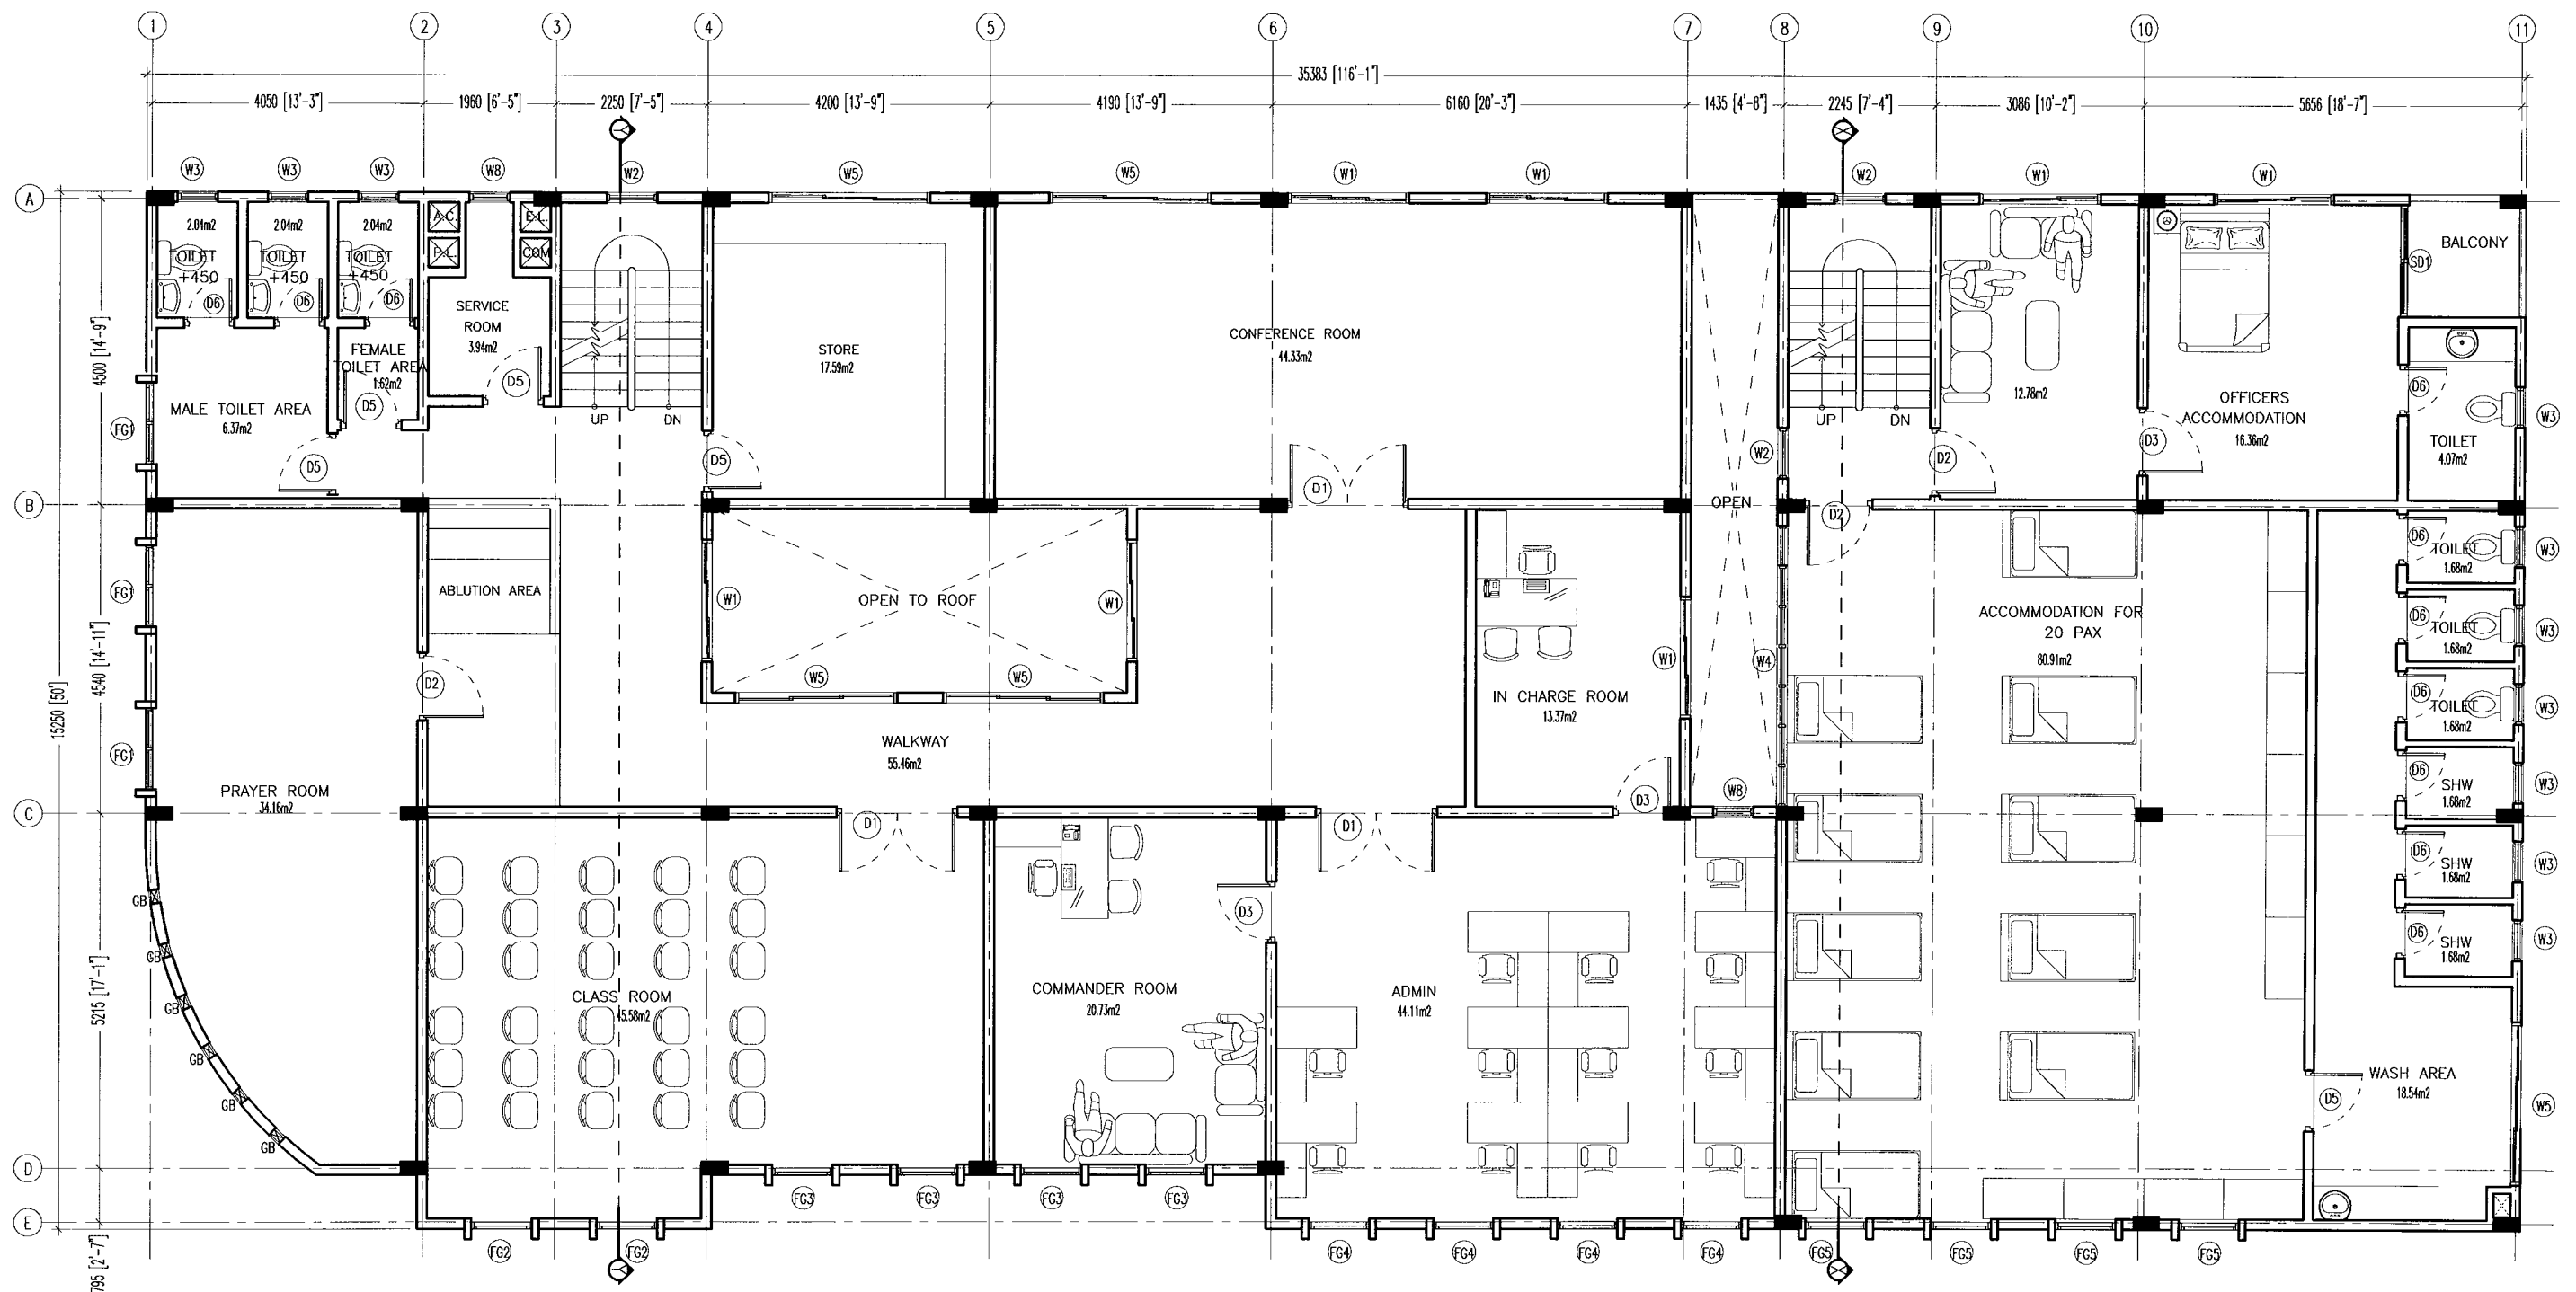 1 2 3 4 5 6 7 8 9 10 11
35383 [116'-1"]
4050 [13'-3"] 1960 [6'-5"] 2250 [7'-5"] 4200 [13'-9"] 4190 [13'-9"] 6160 [20'-3"] 1435 [4'-8"] 2245 [7'-4"] 3086 [10'-2"] 5656 [18'-7"]
Y X
W3 W3 W3 W8 W2 W5 W5 W1 W1 W2 W1 W1
A
2.04m2 2.04m2 2.04m2 A.C. E.L.
TOILET TOILET TOILET P.L. COM
+450 +450 +450
D6 D6 D6
BALCONY
SD1
4500 [14'-9"]
SERVICE
ROOM
3.94m2
FEMALE
TOILET AREA
1.62m2
D5
D5
MALE TOILET AREA
6.37m2
FG1
D5
UP DN
STORE
17.59m2
D5
CONFERENCE ROOM
44.33m2
D1
W2
OPEN
UP DN
12.78m2
D2
D3
OFFICERS
ACCOMMODATION
16.36m2
D6
TOILET
4.07m2
W3
B
D2
15250 [50']
4540 [14'-11"]
FG1
FG1
ABLUTION AREA
D2
PRAYER ROOM
34.16m2
W1
OPEN TO ROOF
W1
W5 W5
WALKWAY
55.46m2
IN CHARGE ROOM
13.37m2
W1
W4
D3
W8
ACCOMMODATION FOR
20 PAX
80.91m2
D6
TOILET
1.68m2
W3
D6
TOILET
1.68m2
W3
D6
TOILET
1.68m2
W3
D6
SHW
1.68m2
W3
D6
SHW
1.68m2
W3
D6
SHW
1.68m2
W3
C
D1 D1
5215 [17'-1"]
GB
GB
GB
GB
GB
GB
CLASS ROOM
45.58m2
D3
COMMANDER ROOM
20.73m2
ADMIN
44.11m2
WASH AREA
18.54m2
D5
W5
D
FG3 FG3 FG3 FG3
E
795 [2'-7"]
FG2 FG2 FG4 FG4 FG4 FG4 FG5 FG5 FG5 FG5
Y X